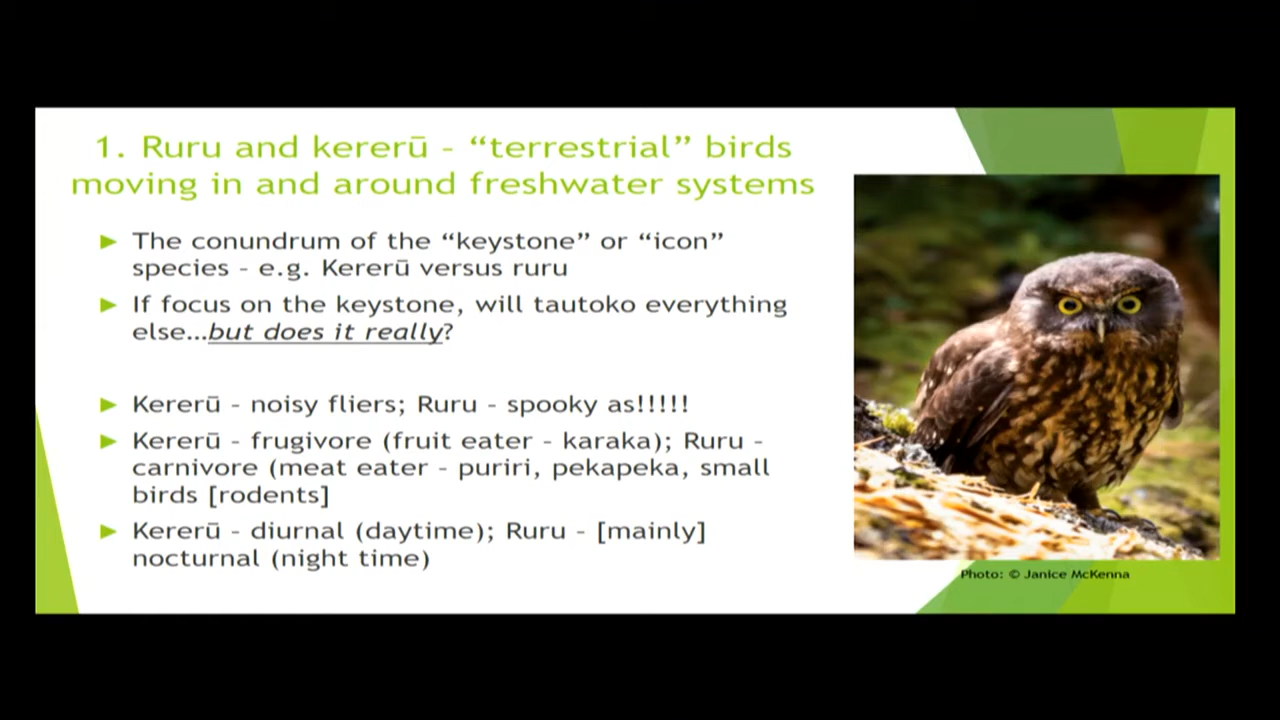 1. Ruru and kererū - “terrestrial” birds
moving in and around freshwater systems
The conundrum of the “keystone” or “icon”
species - e.g. Kererū versus ruru
If focus on the keystone, will tautoko everything
else...but does it really?
Kererū - noisy fliers; Ruru - spooky as!!!!!
Kererū - frugivore (fruit eater - karaka); Ruru -
carnivore (meat eater - puriri, pekapeka, small
birds [rodents]
Kererū - diurnal (daytime); Ruru - [mainly]
nocturnal (night time)
Photo: © Janice McKenna